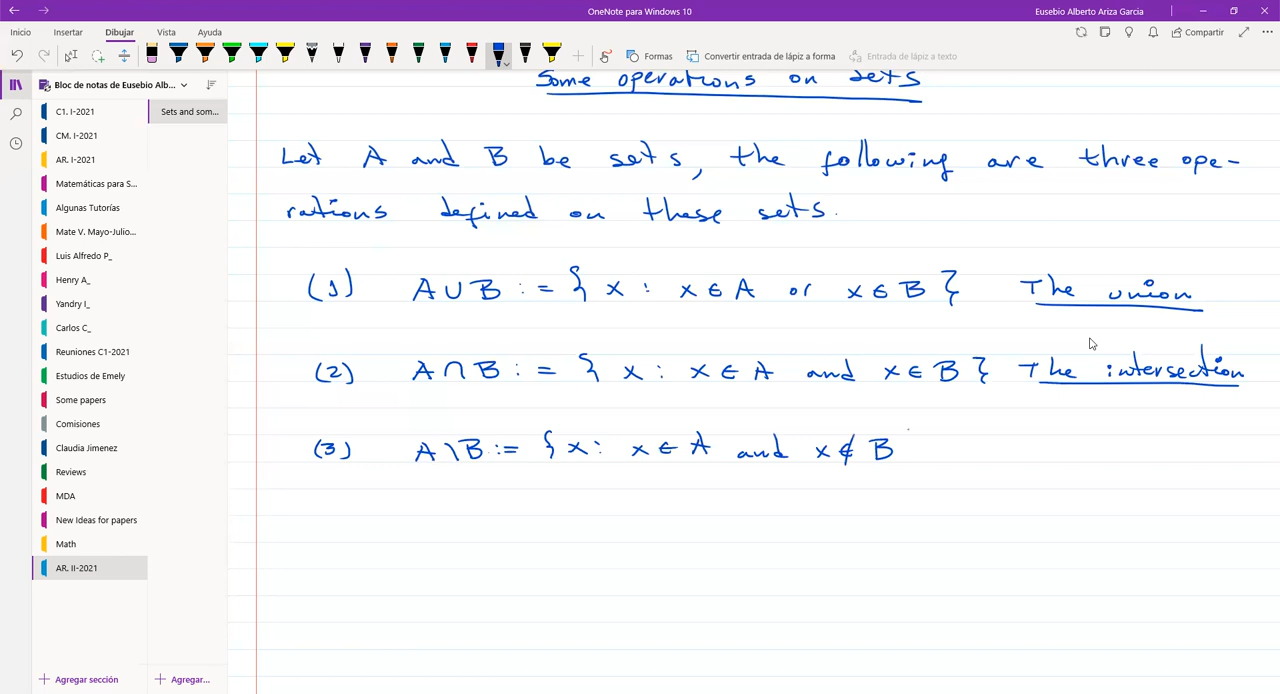 OneNote para Windows 10
Eusebio Alberto Ariza Garcia
Inicio Insertar Dibujar Vista Ayuda
Compartir
Formas Convertir entrada de lápiz a forma Entrada de lápiz a texto
Bloc de notas de Eusebio Alb...
C1. I-2021
CM. I-2021
AR. I-2021
Matemáticas para S...
Algunas Tutorías
Mate V. Mayo-Julio...
Luis Alfredo P_
Henry A_
Yandry I_
Carlos C_
Reuniones C1-2021
Estudios de Emely
Some papers
Comisiones
Claudia Jimenez
Reviews
MDA
New Ideas for papers
Math
AR. II-2021
Agregar sección
Sets and som...
Agregar...
Some operations on sets
Let A and B be sets, the following are three ope-
rations defined on these sets.
(1) A ∪ B := { x : x ∈ A or x ∈ B } The union
(2) A ∩ B := { x : x ∈ A and x ∈ B } The intersection
(3) A \ B := { x : x ∈ A and x ∉ B